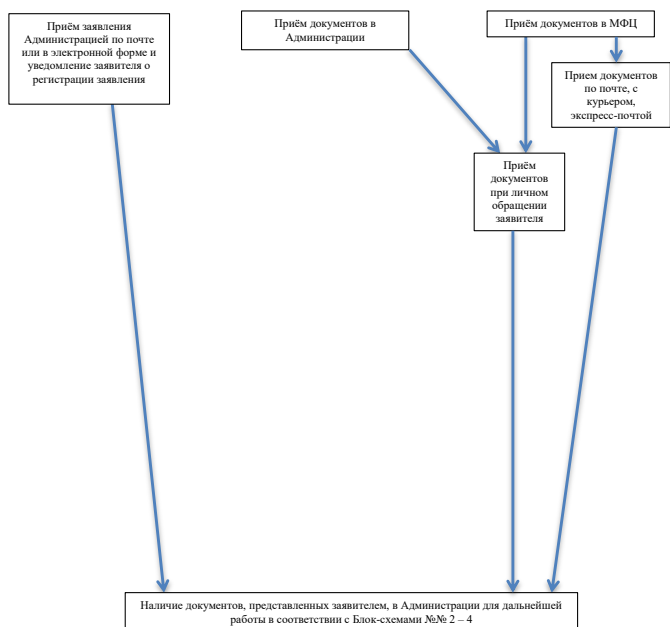 Приём заявления
Администрацией по почте
или в электронной форме и
уведомление заявителя о
регистрации заявления
Приём документов в
Администрации
Приём документов в МФЦ
Прием документов
по почте, с
курьером,
экспресс-почтой
Приём
документов
при личном
обращении
заявителя
Наличие документов, представленных заявителем, в Администрации для дальнейшей
работы в соответствии с Блок-схемами №№ 2 – 4